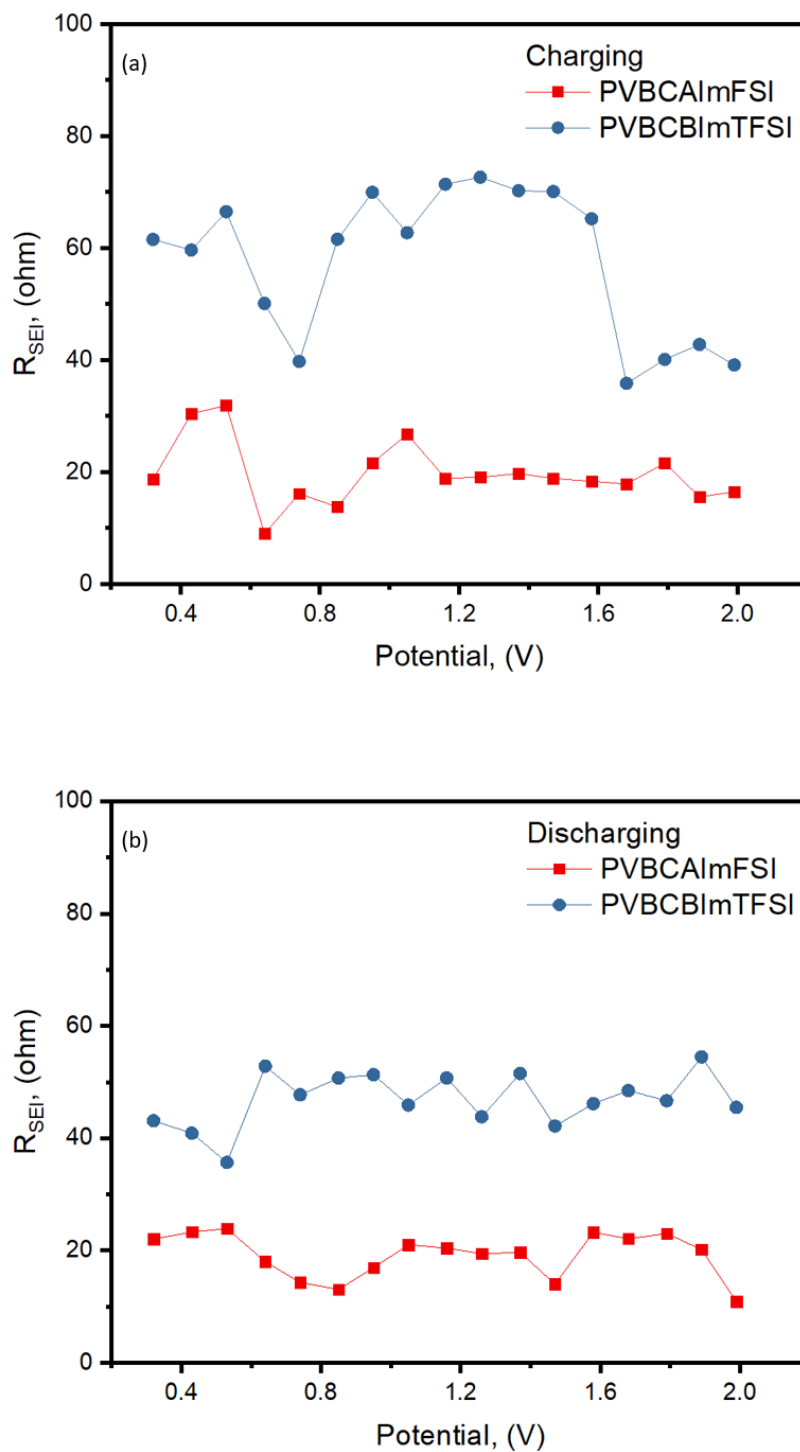 (a)
Charging
PVBCAImFSI
PVBCBImTFSI
100
80
60
40
20
0
R_SEI, (ohm)
0.4 0.8 1.2 1.6 2.0
Potential, (V)
(b)
Discharging
PVBCAImFSI
PVBCBImTFSI
100
80
60
40
20
0
R_SEI, (ohm)
0.4 0.8 1.2 1.6 2.0
Potential, (V)